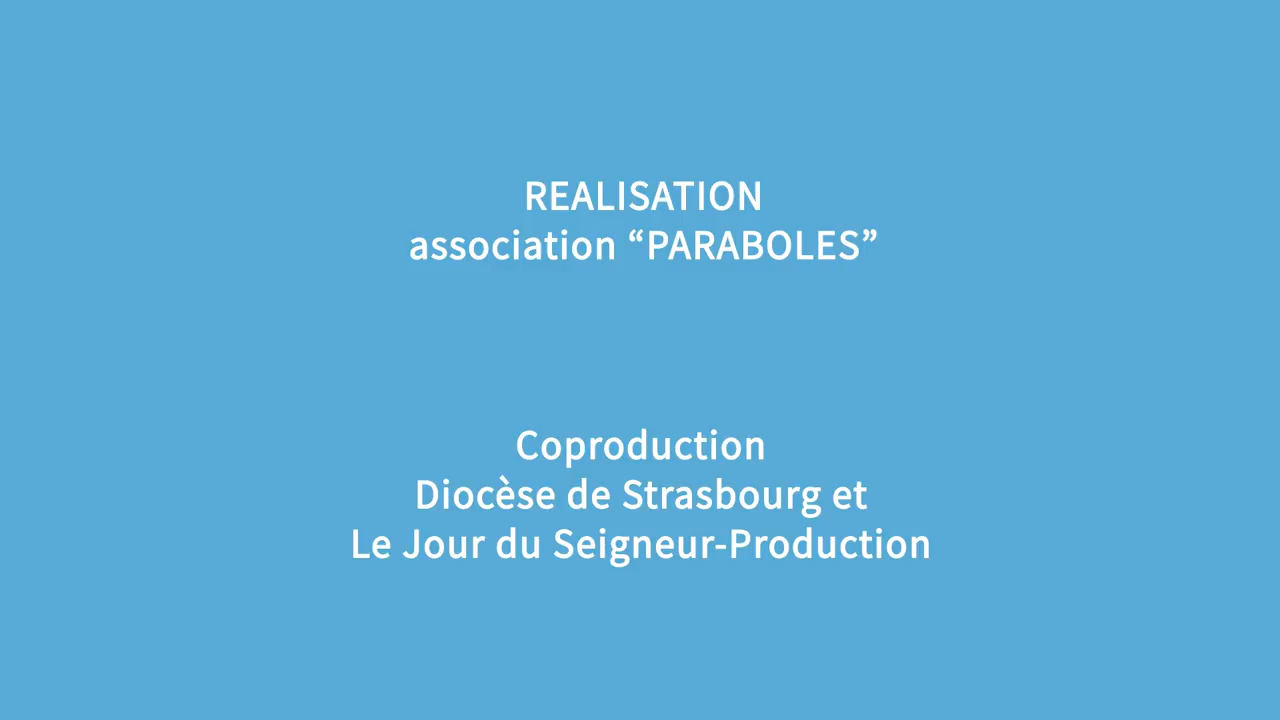 REALISATION
association “PARABOLES”
Coproduction
Diocèse de Strasbourg et
Le Jour du Seigneur-Production